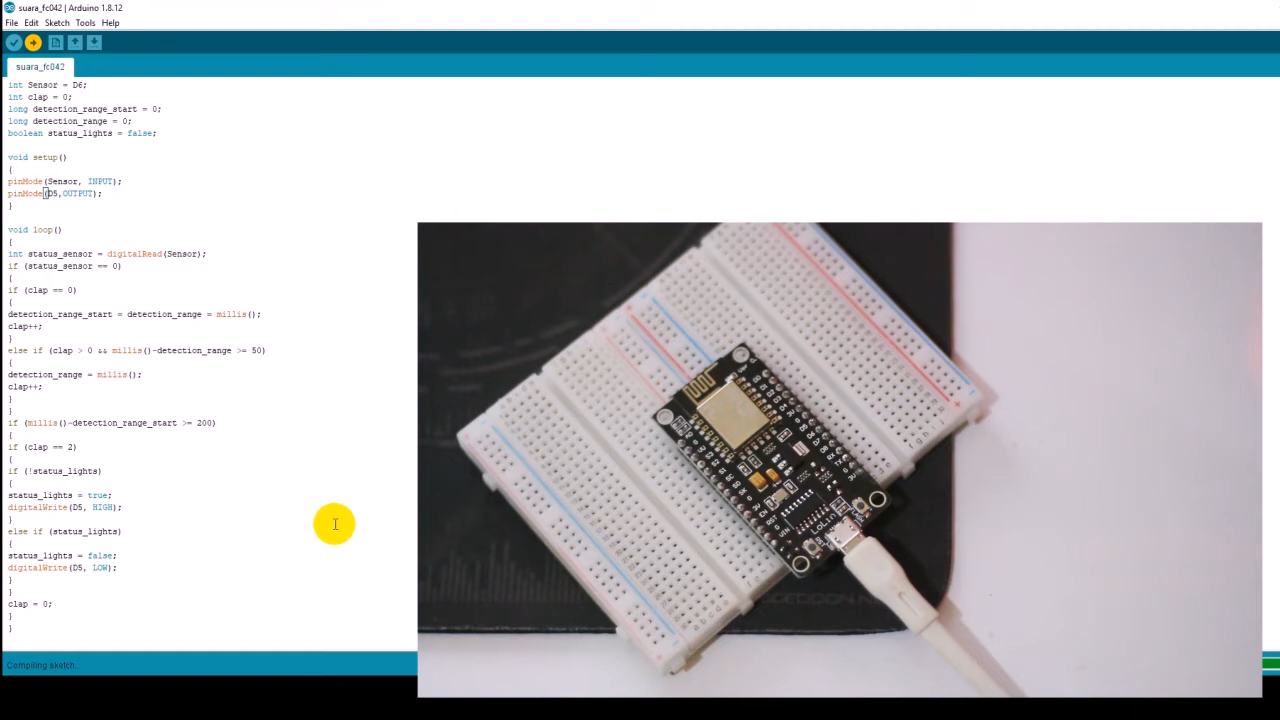 suara_fc042 | Arduino 1.8.12
File Edit Sketch Tools Help
suara_fc042
int Sensor = D6;
int clap = 0;
long detection_range_start = 0;
long detection_range = 0;
boolean status_lights = false;
void setup()
{
pinMode(Sensor, INPUT);
pinMode(D5,OUTPUT);
}
void loop()
{
int status_sensor = digitalRead(Sensor);
if (status_sensor == 0)
{
if (clap == 0)
{
detection_range_start = detection_range = millis();
clap++;
}
else if (clap > 0 && millis()-detection_range >= 50)
{
detection_range = millis();
clap++;
}
}
if (millis()-detection_range_start >= 200)
{
if (clap == 2)
{
if (!status_lights)
{
status_lights = true;
digitalWrite(D5, HIGH);
}
else if (status_lights)
{
status_lights = false;
digitalWrite(D5, LOW);
}
}
clap = 0;
}
}
Compiling sketch.
LoLin